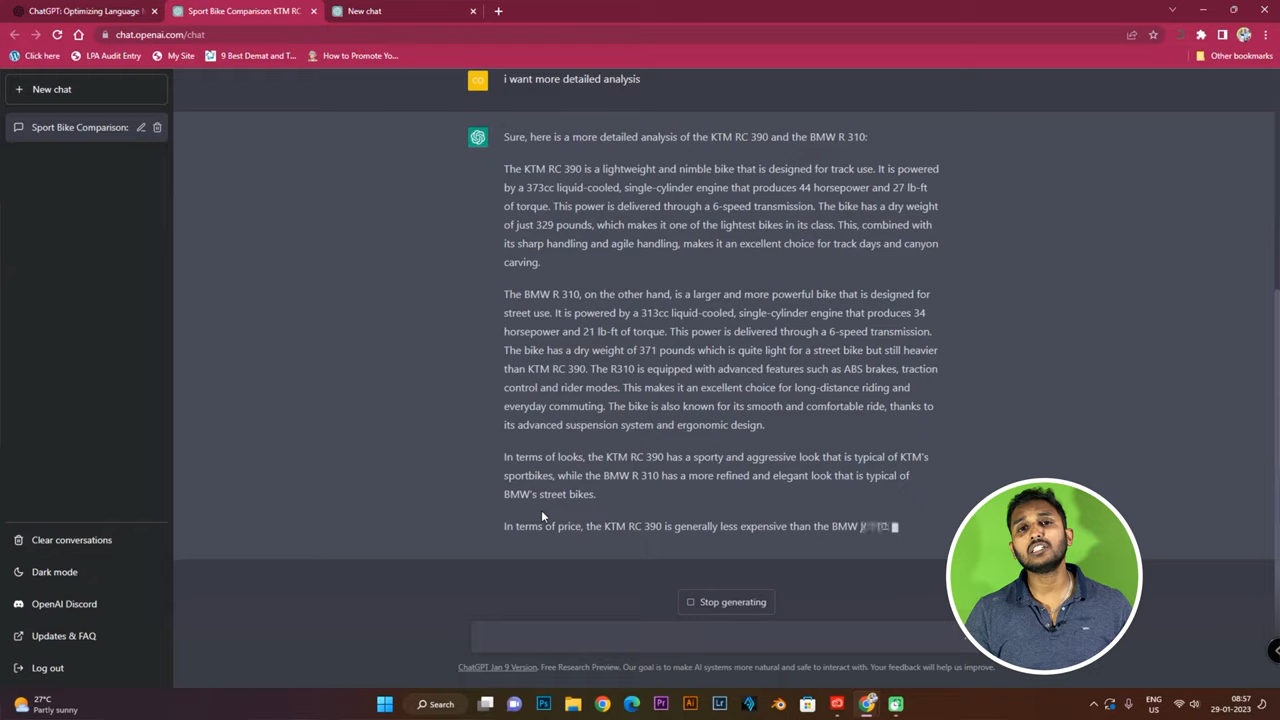 ChatGPT: Optimizing Language M
Sport Bike Comparison: KTM RC
New chat
chat.openai.com/chat
Click here
LPA Audit Entry
My Site
9 Best Demat and T...
How to Promote Yo...
Other bookmarks
New chat
CO
i want more detailed analysis
Sport Bike Comparison:
Sure, here is a more detailed analysis of the KTM RC 390 and the BMW R 310:
The KTM RC 390 is a lightweight and nimble bike that is designed for track use. It is powered
by a 373cc liquid-cooled, single-cylinder engine that produces 44 horsepower and 27 lb-ft
of torque. This power is delivered through a 6-speed transmission. The bike has a dry weight
of just 329 pounds, which makes it one of the lightest bikes in its class. This, combined with
its sharp handling and agile handling, makes it an excellent choice for track days and canyon
carving.
The BMW R 310, on the other hand, is a larger and more powerful bike that is designed for
street use. It is powered by a 313cc liquid-cooled, single-cylinder engine that produces 34
horsepower and 21 lb-ft of torque. This power is delivered through a 6-speed transmission.
The bike has a dry weight of 371 pounds which is quite light for a street bike but still heavier
than KTM RC 390. The R310 is equipped with advanced features such as ABS brakes, traction
control and rider modes. This makes it an excellent choice for long-distance riding and
everyday commuting. The bike is also known for its smooth and comfortable ride, thanks to
its advanced suspension system and ergonomic design.
In terms of looks, the KTM RC 390 has a sporty and aggressive look that is typical of KTM's
sportbikes, while the BMW R 310 has a more refined and elegant look that is typical of
BMW's street bikes.
In terms of price, the KTM RC 390 is generally less expensive than the BMW
Clear conversations
Dark mode
OpenAI Discord
Updates & FAQ
Log out
Stop generating
ChatGPT Jan 9 Version. Free Research Preview. Our goal is to make AI systems more natural and safe to interact with. Your feedback will help us improve.
27°C
Partly sunny
Search
Ps
Pr
Ai
Lr
ENG
US
08:57
29-01-2023